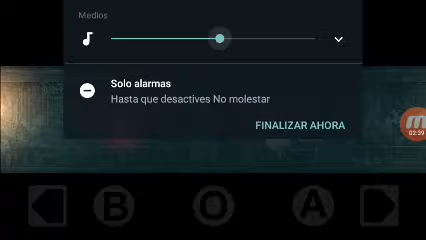 Medios
Solo alarmas
Hasta que desactives No molestar
FINALIZAR AHORA
02:39
B
O
A